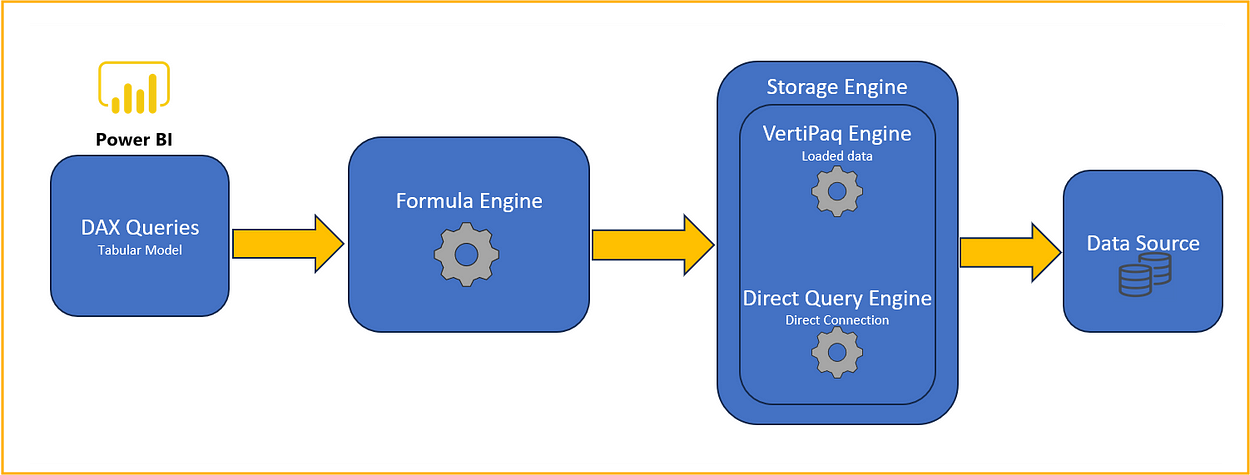 Power BI
DAX Queries
Tabular Model
Formula Engine
Storage Engine
VertiPaq Engine
Loaded data
Direct Query Engine
Direct Connection
Data Source